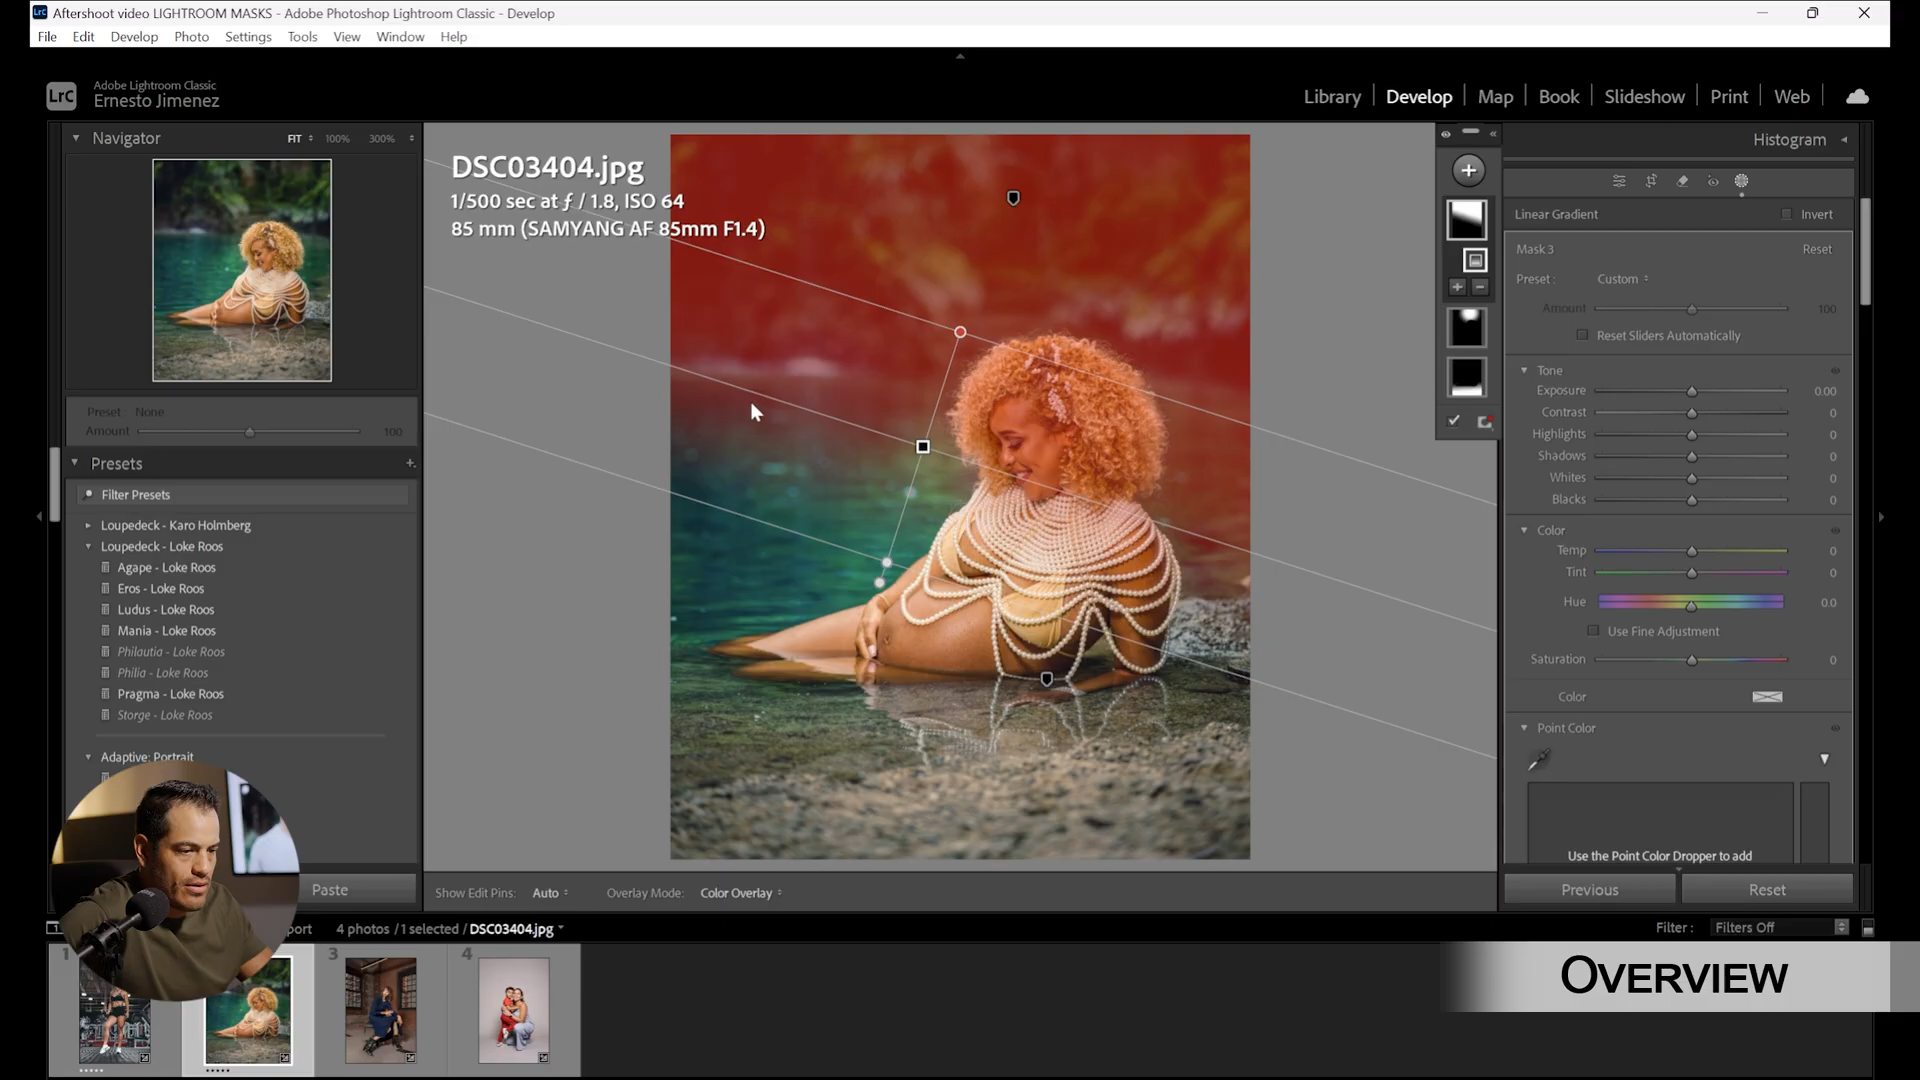 LrC Aftershoot video LIGHTROOM MASKS - Adobe Photoshop Lightroom Classic - Develop
File Edit Develop Photo Settings Tools View Window Help
LrC
Adobe Lightroom Classic
Ernesto Jimenez
Library Develop Map Book Slideshow Print Web
Navigator FIT 100% 300%
Preset None
Amount 100
Presets
Filter Presets
Loupedeck - Karo Holmberg
Loupedeck - Loke Roos
Agape - Loke Roos
Eros - Loke Roos
Ludus - Loke Roos
Mania - Loke Roos
Philautia - Loke Roos
Philia - Loke Roos
Pragma - Loke Roos
Storge - Loke Roos
Adaptive: Portrait
Paste
DSC03404.jpg
1/500 sec at ƒ / 1.8, ISO 64
85 mm (SAMYANG AF 85mm F1.4)
Show Edit Pins: Auto Overlay Mode: Color Overlay
Histogram
Linear Gradient Invert
Mask 3 Reset
Preset : Custom
Amount 100
Reset Sliders Automatically
Tone
Exposure 0.00
Contrast 0
Highlights 0
Shadows 0
Whites 0
Blacks 0
Color
Temp 0
Tint 0
Hue 0.0
Use Fine Adjustment
Saturation 0
Color
Point Color
Use the Point Color Dropper to add
Previous Reset
port 4 photos / 1 selected / DSC03404.jpg
Filter : Filters Off
1 3 4
OVERVIEW